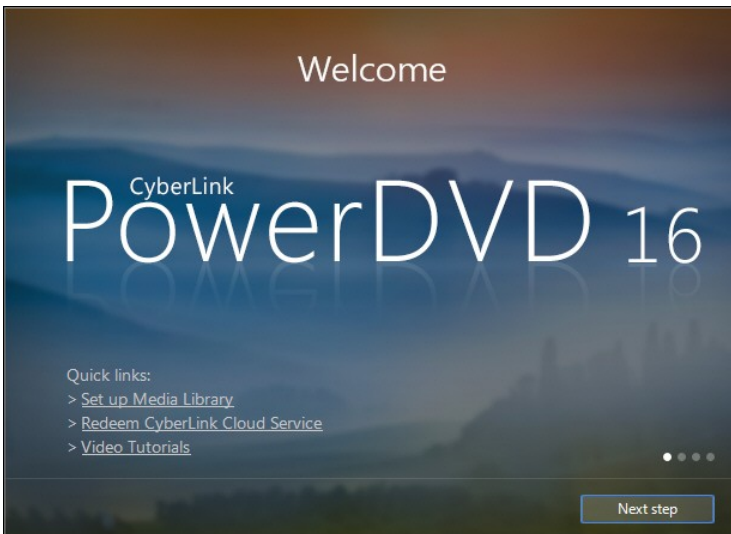 Welcome
CyberLink
PowerDVD 16
Quick links:
> Set up Media Library
> Redeem CyberLink Cloud Service
> Video Tutorials
Next step